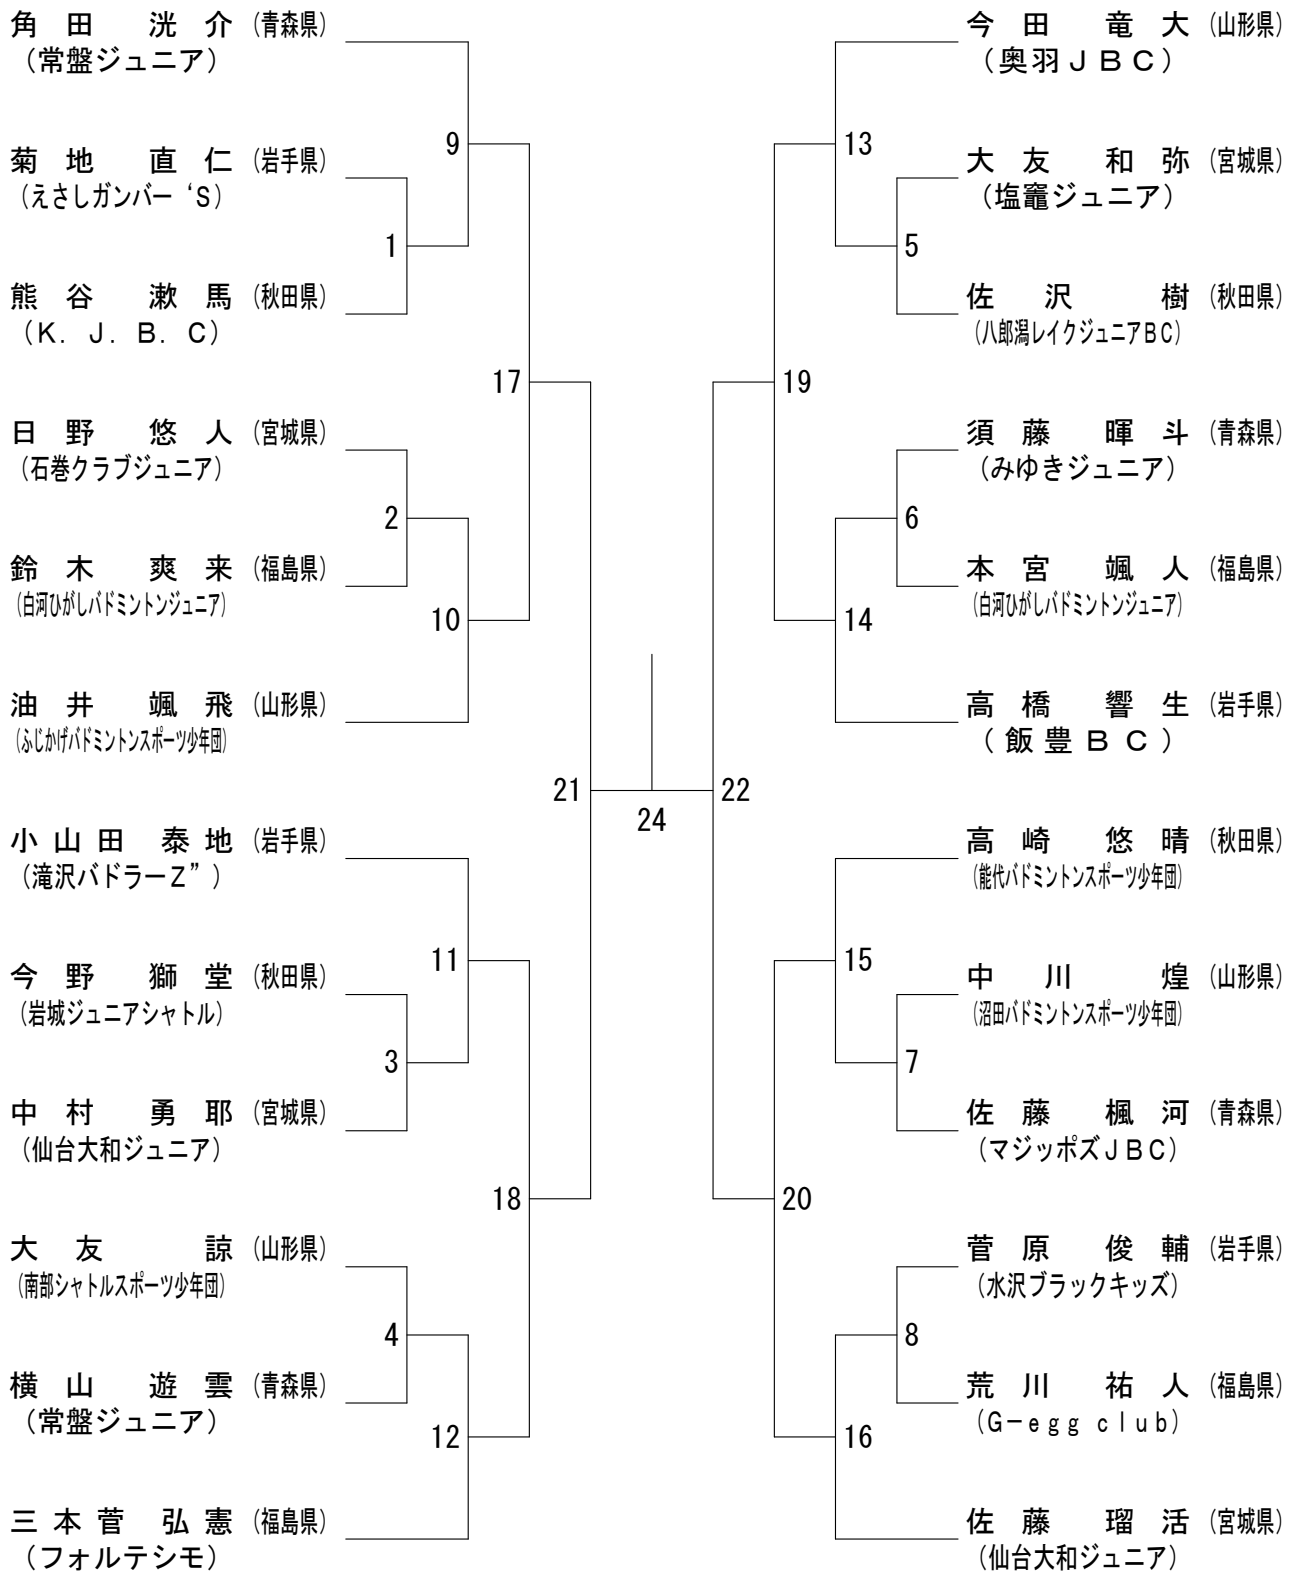 角田 洸介 (青森県)
(常盤ジュニア)
9
菊地 直仁 (岩手県)
(えさしガンバー‘S)
1
熊谷 漱馬 (秋田県)
(K．J．B．C)
17
日野 悠人 (宮城県)
(石巻クラブジュニア)
2
鈴木 爽来 (福島県)
(白河ひがしバドミントンジュニア)
10
油井 颯飛 (山形県)
(ふじかげバドミントンスポーツ少年団)
21
小山田 泰地 (岩手県)
(滝沢バドラーZ”)
11
今野 獅堂 (秋田県)
(岩城ジュニアシャトル)
3
中村 勇耶 (宮城県)
(仙台大和ジュニア)
18
大友 諒 (山形県)
(南部シャトルスポーツ少年団)
4
横山 遊雲 (青森県)
(常盤ジュニア)
12
三本菅 弘憲 (福島県)
(フォルテシモ)
24
今田 竜大 (山形県)
(奥羽JBC)
13
大友 和弥 (宮城県)
(塩竈ジュニア)
5
佐沢 樹 (秋田県)
(八郎潟レイクジュニアBC)
19
須藤 暉斗 (青森県)
(みゆきジュニア)
6
本宮 颯人 (福島県)
(白河ひがしバドミントンジュニア)
14
高橋 響生 (岩手県)
(飯豊BC)
22
高崎 悠晴 (秋田県)
(能代バドミントンスポーツ少年団)
15
中川 煌 (山形県)
(沼田バドミントンスポーツ少年団)
7
佐藤 楓河 (青森県)
(マジッポズJBC)
20
菅原 俊輔 (岩手県)
(水沢ブラックキッズ)
8
荒川 祐人 (福島県)
(G－egg club)
16
佐藤 瑠活 (宮城県)
(仙台大和ジュニア)